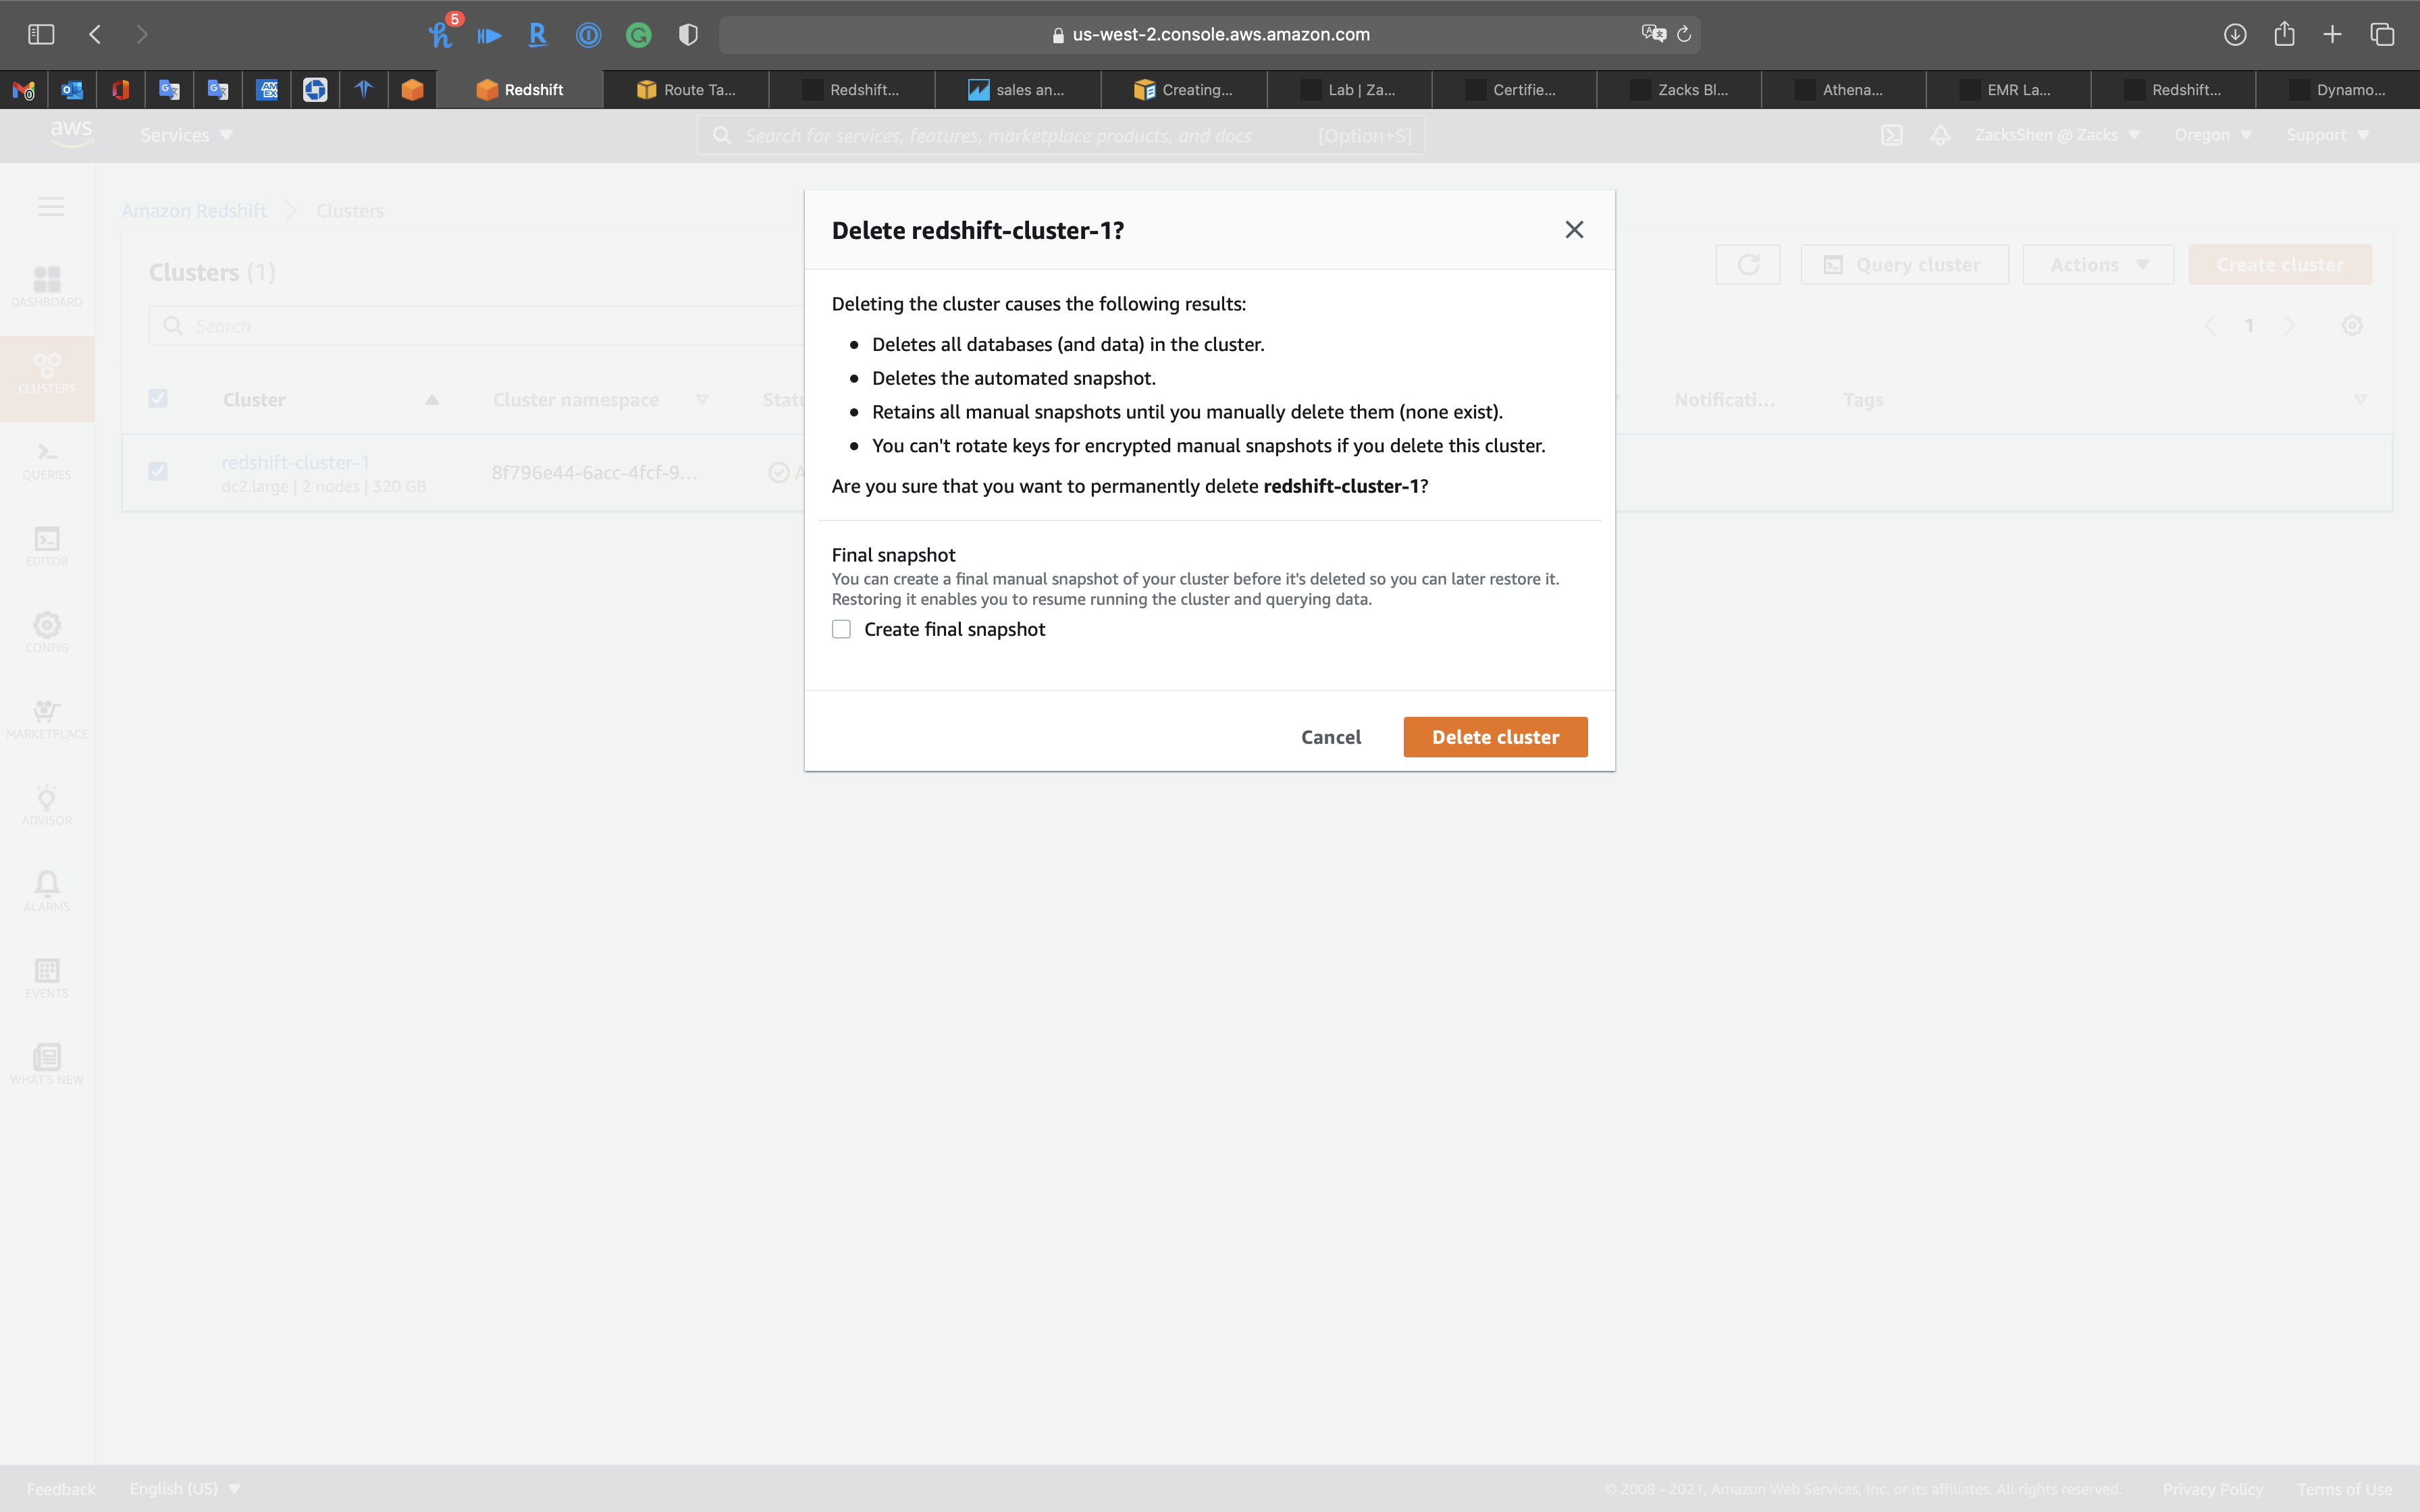 5
us-west-2.console.aws.amazon.com
Redshift
Route Ta...
Redshift...
sales an...
Creating...
Lab | Za...
Certifie...
Zacks Bl...
Athena...
EMR La...
Redshift...
Dynamo...
aws
Services
Search for services, features, marketplace products, and docs
[Option+S]
ZacksShen @ Zacks
Oregon
Support
Amazon Redshift
Clusters
DASHBOARD
CLUSTERS
QUERIES
EDITOR
CONFIG
MARKETPLACE
ADVISOR
ALARMS
EVENTS
WHAT'S NEW
Clusters (1)
Query cluster
Actions
Create cluster
Search
1
Cluster
Cluster namespace
Notificati...
Tags
redshift-cluster-1
dc2.large | 2 nodes | 320 GB
8f796e44-6acc-4fcf-9...
Delete redshift-cluster-1?
Deleting the cluster causes the following results:
Deletes all databases (and data) in the cluster.
Deletes the automated snapshot.
Retains all manual snapshots until you manually delete them (none exist).
You can't rotate keys for encrypted manual snapshots if you delete this cluster.
Are you sure that you want to permanently delete redshift-cluster-1?
Final snapshot
You can create a final manual snapshot of your cluster before it's deleted so you can later restore it.
Restoring it enables you to resume running the cluster and querying data.
Create final snapshot
Cancel
Delete cluster
Feedback
English (US)
© 2008 - 2021, Amazon Web Services, Inc. or its affiliates. All rights reserved.
Privacy Policy
Terms of Use